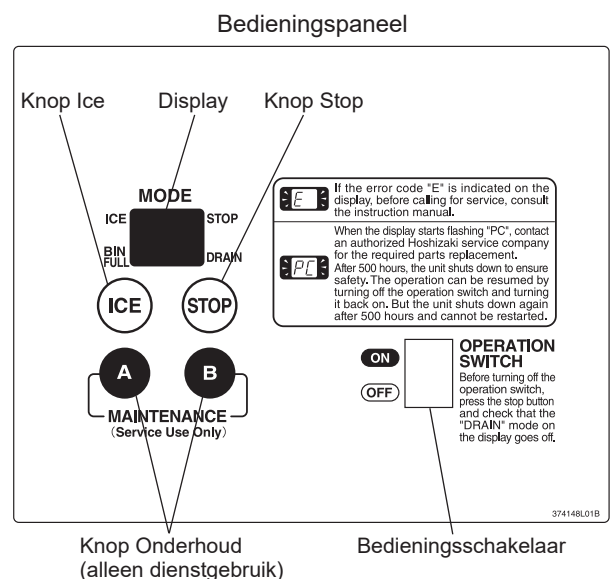 Bedieningspaneel
Knop Ice
Display
Knop Stop
MODE
ICE
STOP
BIN
FULL
DRAIN
ICE
STOP
A
B
MAINTENANCE
(Service Use Only)
E
If the error code "E" is indicated on the
display, before calling for service, consult
the instruction manual.
PC
When the display starts flashing "PC", contact
an authorized Hoshizaki service company
for the required parts replacement.
After 500 hours, the unit shuts down to ensure
safety. The operation can be resumed by
turning off the operation switch and turning
it back on. But the unit shuts down again
after 500 hours and cannot be restarted.
ON
OFF
OPERATION
SWITCH
Before turning off the
operation switch,
press the stop button
and check that the
"DRAIN" mode on
the display goes off.
374148L01B
Knop Onderhoud
(alleen dienstgebruik)
Bedieningsschakelaar